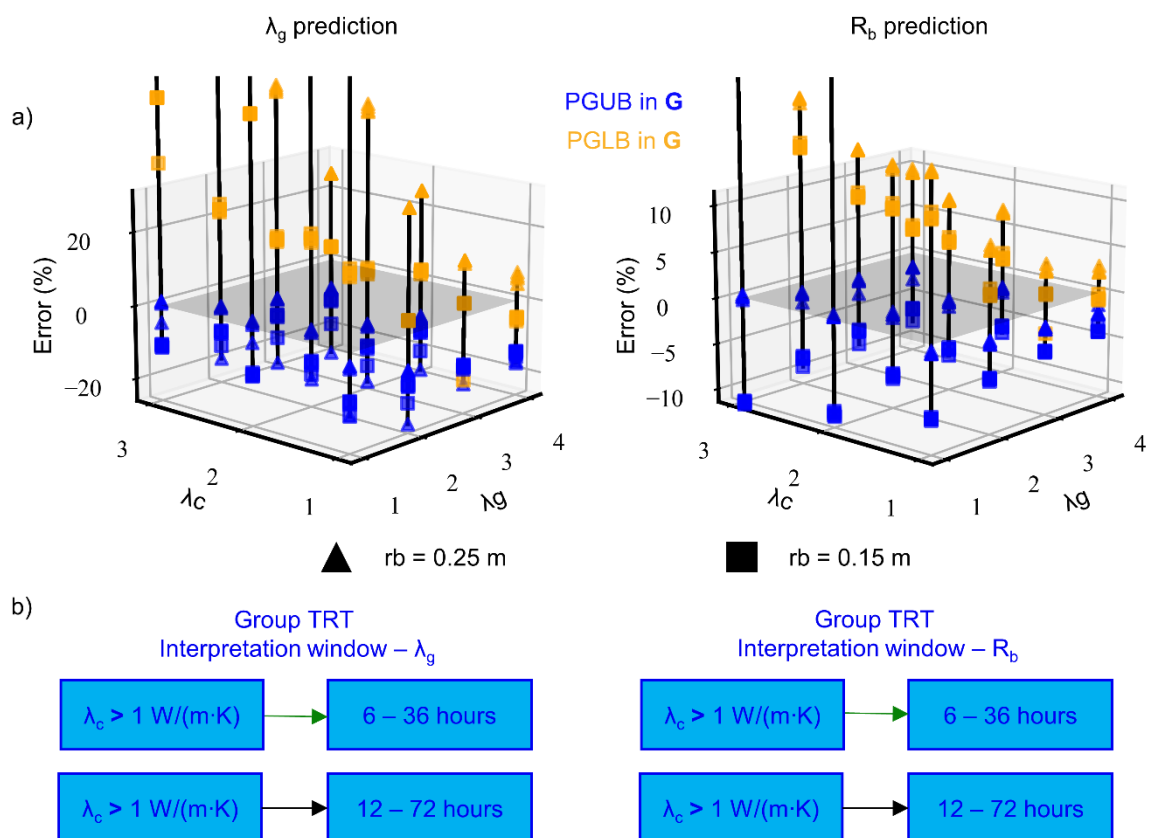 λg prediction
Rb prediction
a)
PGUB in G
PGLB in G
Error (%)
20
0
−20
3
2
1
λc
1
2
3
4
λg
Error (%)
10
5
0
−5
−10
3
2
1
λc
1
2
3
4
λg
rb = 0.25 m
rb = 0.15 m
b)
Group TRT
Interpretation window – λg
Group TRT
Interpretation window – Rb
λc > 1 W/(m·K)
6 – 36 hours
λc > 1 W/(m·K)
6 – 36 hours
λc > 1 W/(m·K)
12 – 72 hours
λc > 1 W/(m·K)
12 – 72 hours